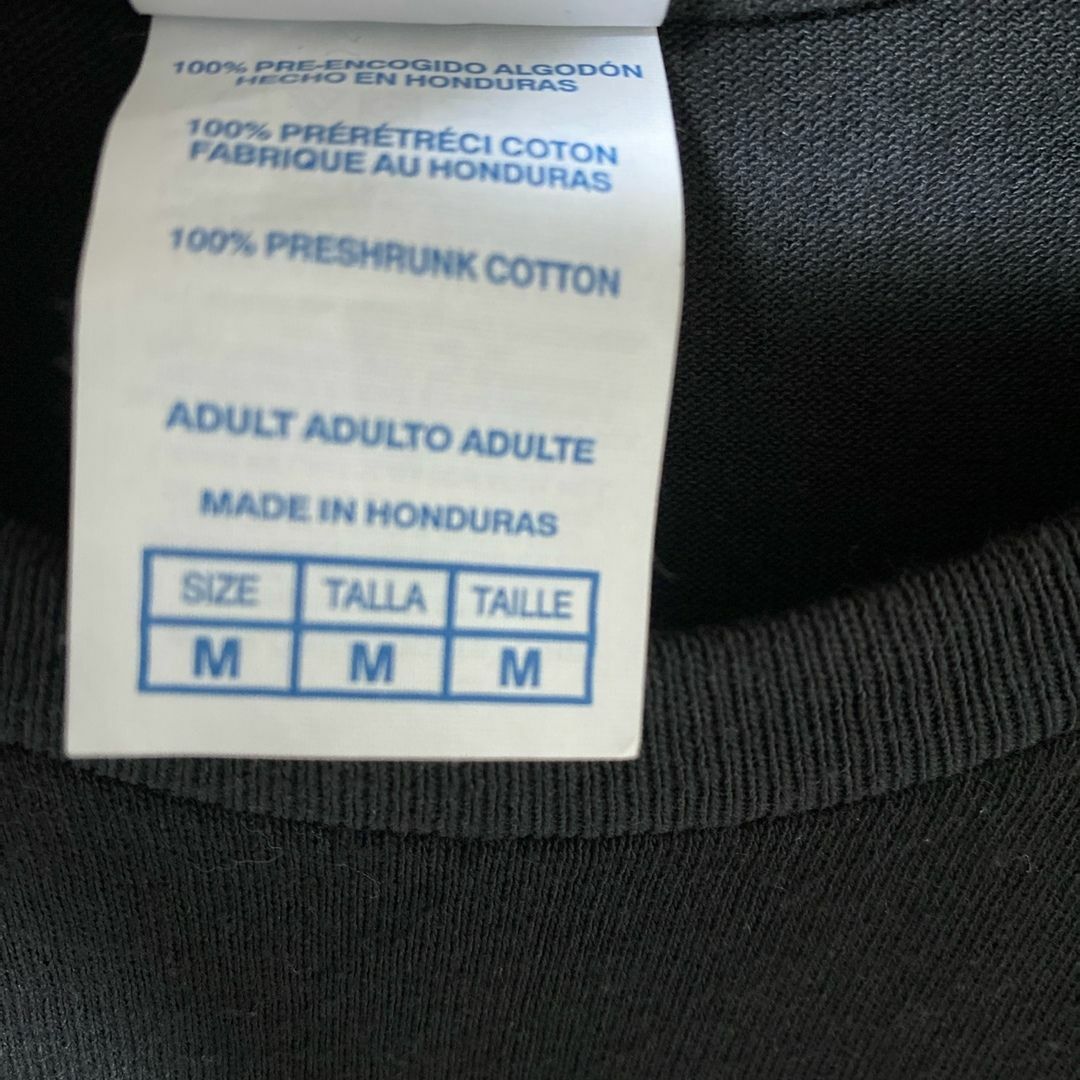 100% PRE-ENCOGIDO ALGODÓN
HECHO EN HONDURAS
100% PRÉRÉTRÉCI COTON
FABRIQUE AU HONDURAS
100% PRESHRUNK COTTON
ADULT ADULTO ADULTE
MADE IN HONDURAS
SIZE TALLA TAILLE
M M M